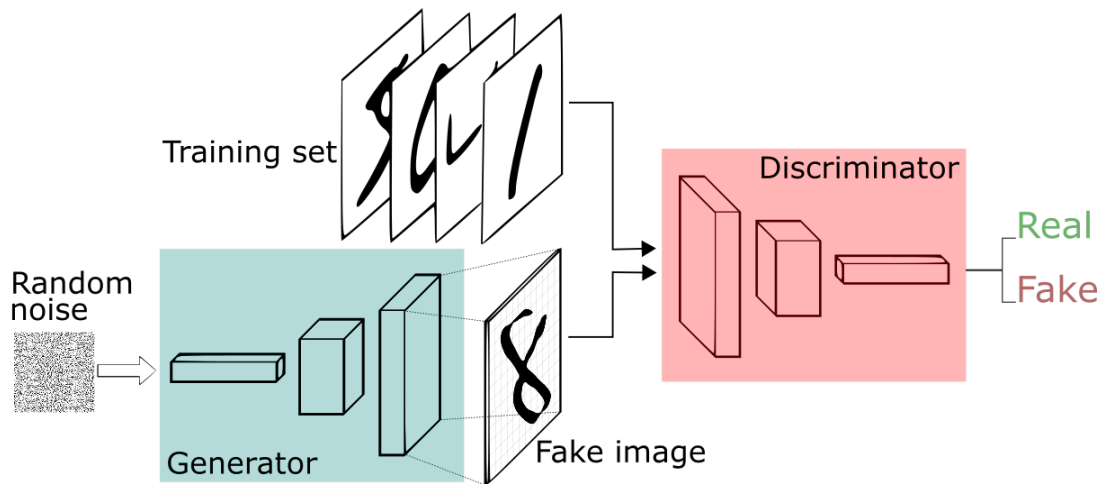 Training set
Discriminator
Real
Fake
Random
noise
Generator
Fake image